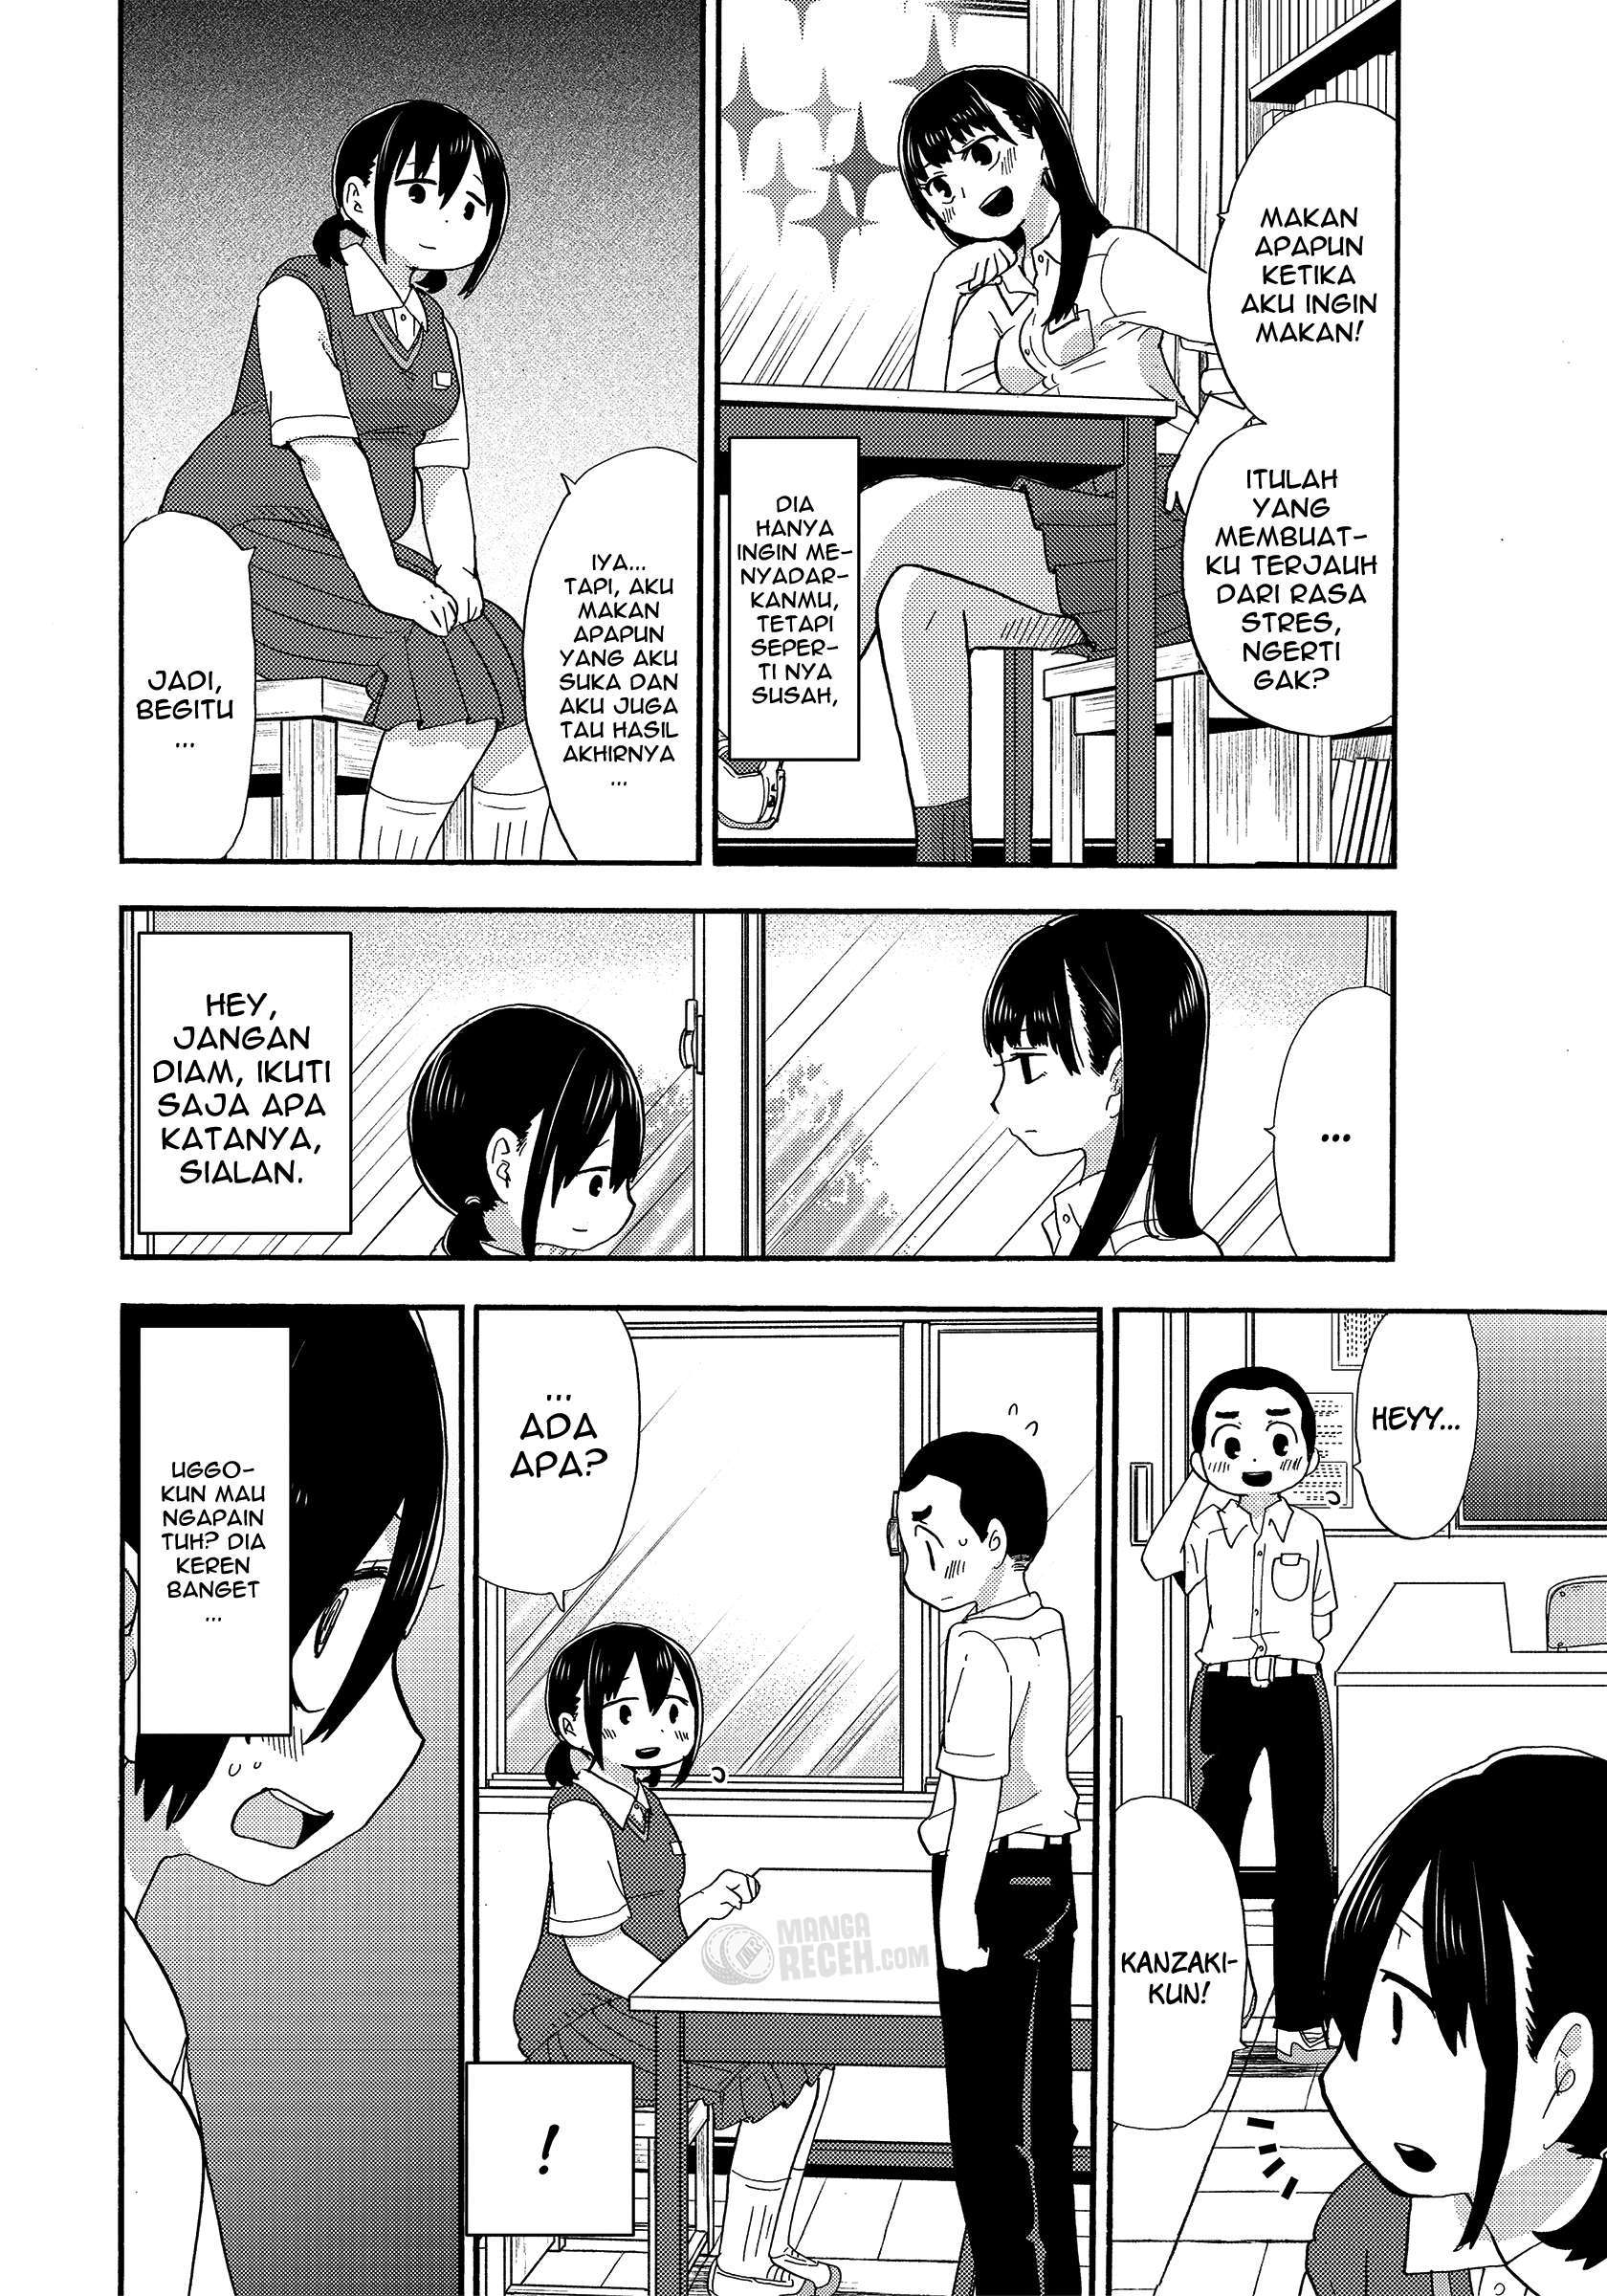 MAKAN
APAPUN
KETIKA
AKU INGIN
MAKAN!
ITULAH
YANG
MEMBUAT-
KU TERJAUH
DARI RASA
STRES,
NGERTI
GAK?
DIA
HANYA
INGIN ME-
NYADAR-
KANMU,
TETAPI
SEPER-
TI NYA
SUSAH,
IYA...
TAPI, AKU
MAKAN
APAPUN
YANG AKU
SUKA DAN
AKU JUGA
TAU HASIL
AKHIRNYA
...
JADI,
BEGITU
...
...
HEY,
JANGAN
DIAM, IKUTI
SAJA APA
KATANYA,
SIALAN.
HEYY...
KANZAKI-
KUN!
...
ADA
APA?
!
MANGA
RECEH.COM
UGGO-
KUN MAU
NGAPAIN
TUH? DIA
KEREN
BANGET
...